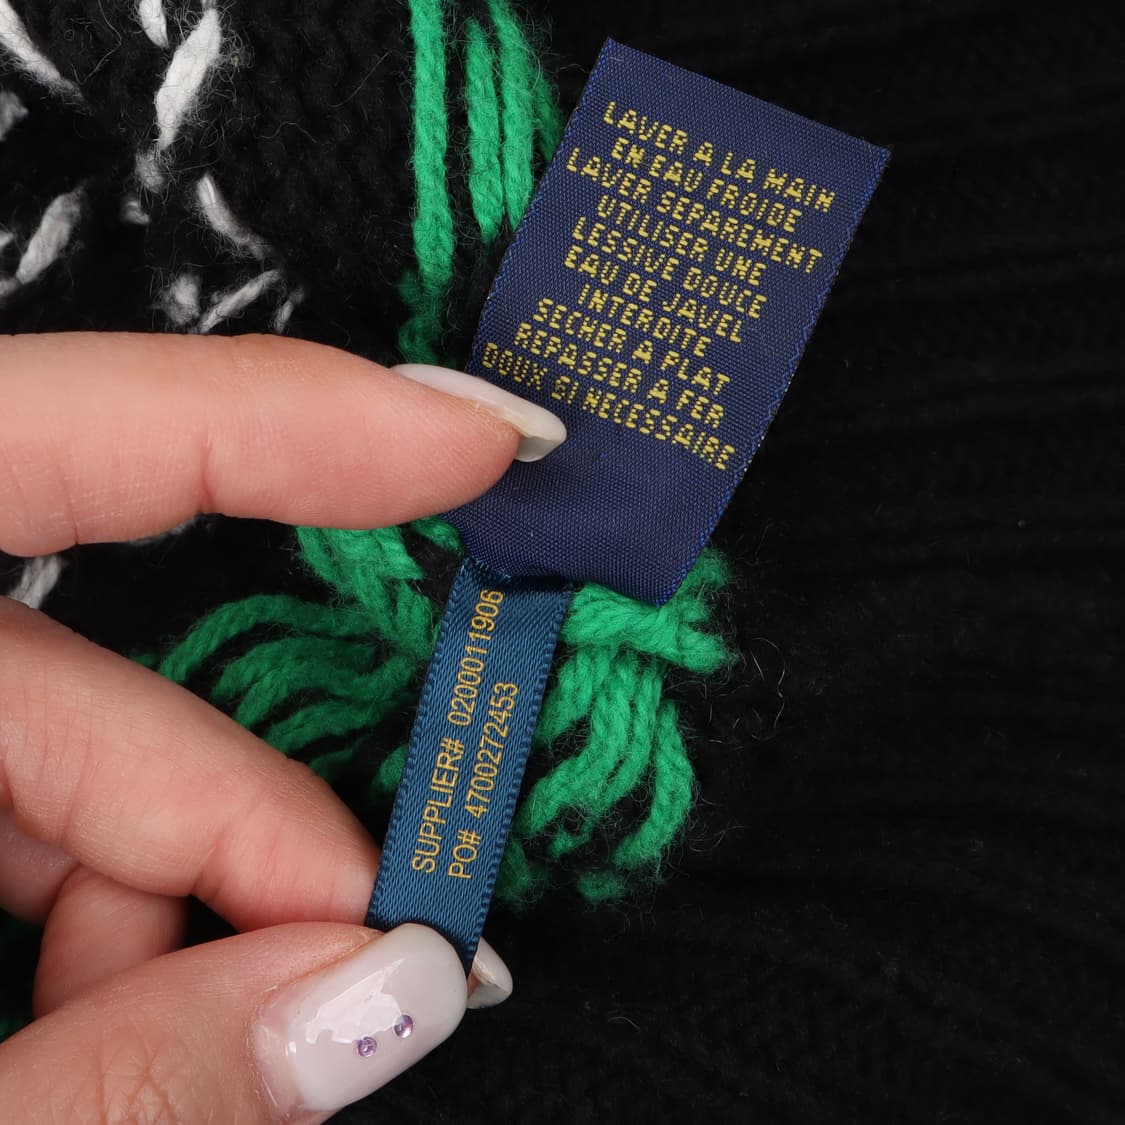 LAVER A LA MAIN
EN EAU FROIDE
LAVER SEPAREMENT
UTILISER UNE
LESSIVE DOUCE
EAU DE JAVEL
INTERDITE
SECHER A PLAT
REPASSER A FER
DOUX SI NECESSAIRE
SUPPLIER# 0200011906
PO# 4700272453